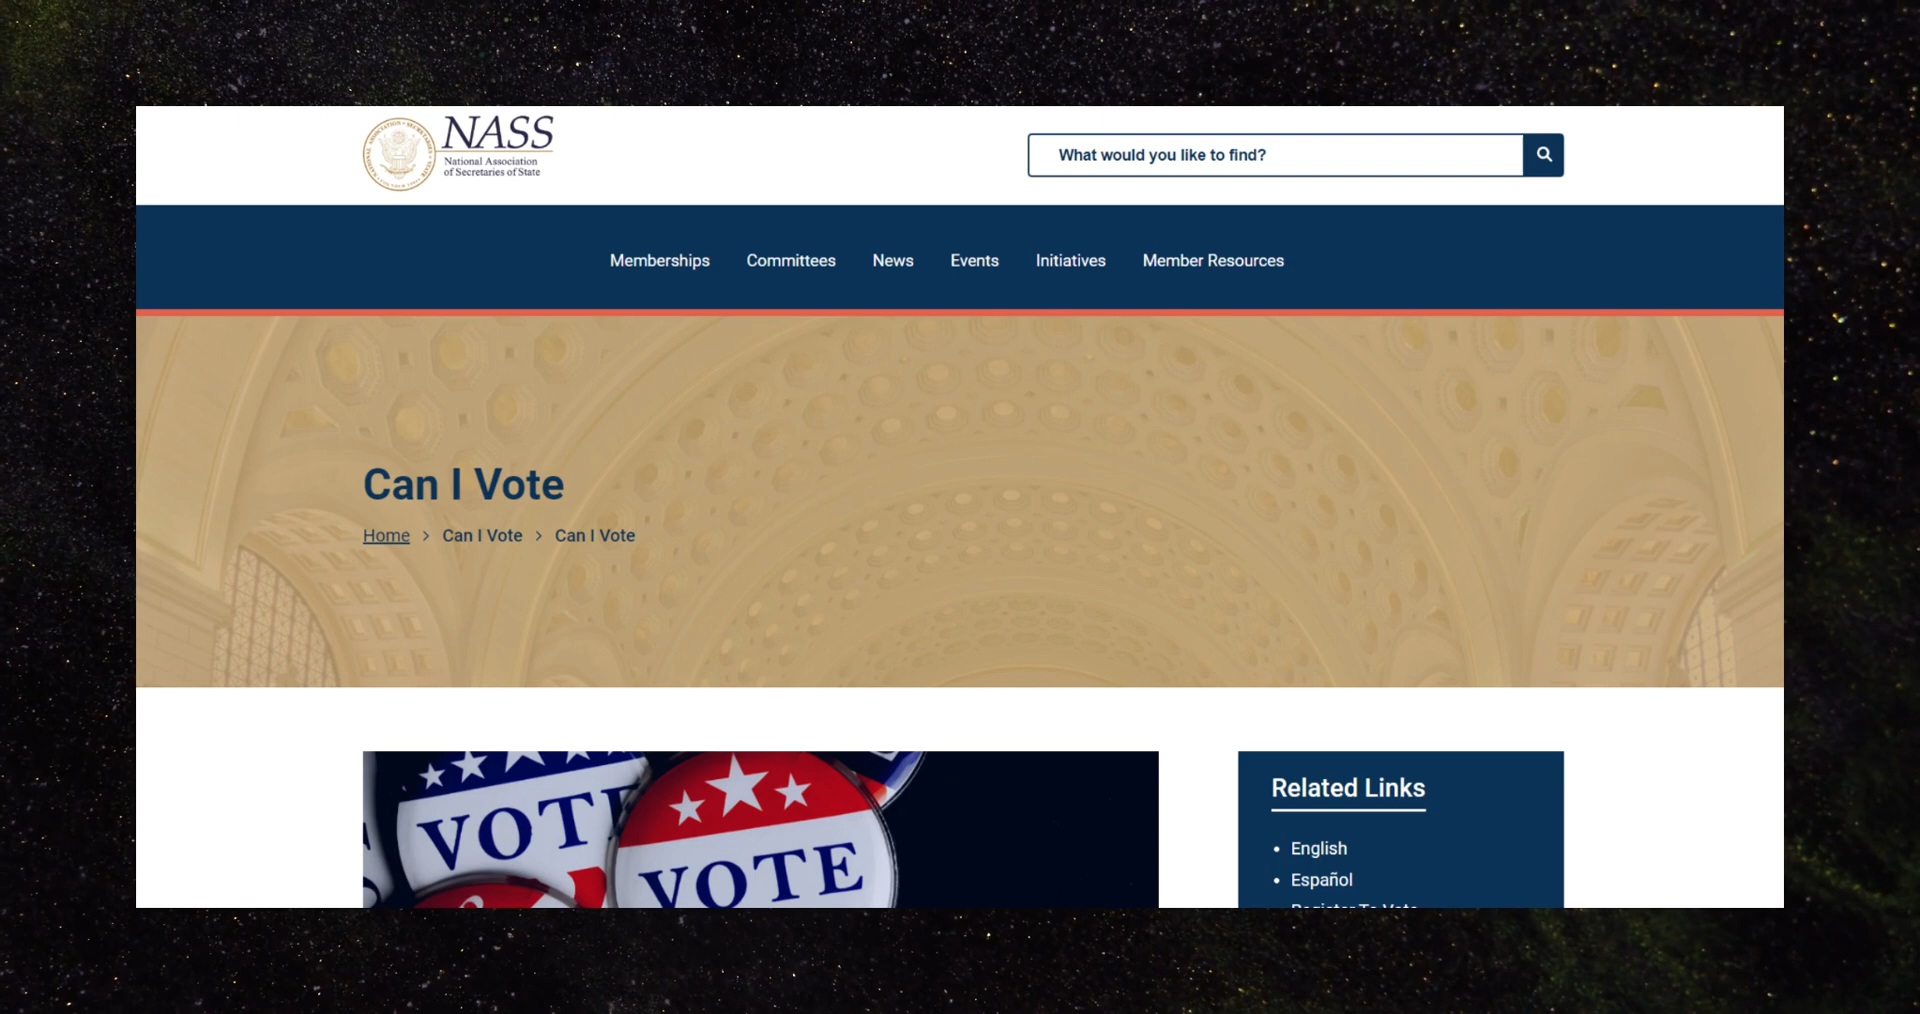 NASS
National Association
of Secretaries of State
What would you like to find?
Memberships Committees News Events Initiatives Member Resources
Can I Vote
Home > Can I Vote > Can I Vote
VOTE
VOTE
Related Links
• English
• Español
Register To Vote